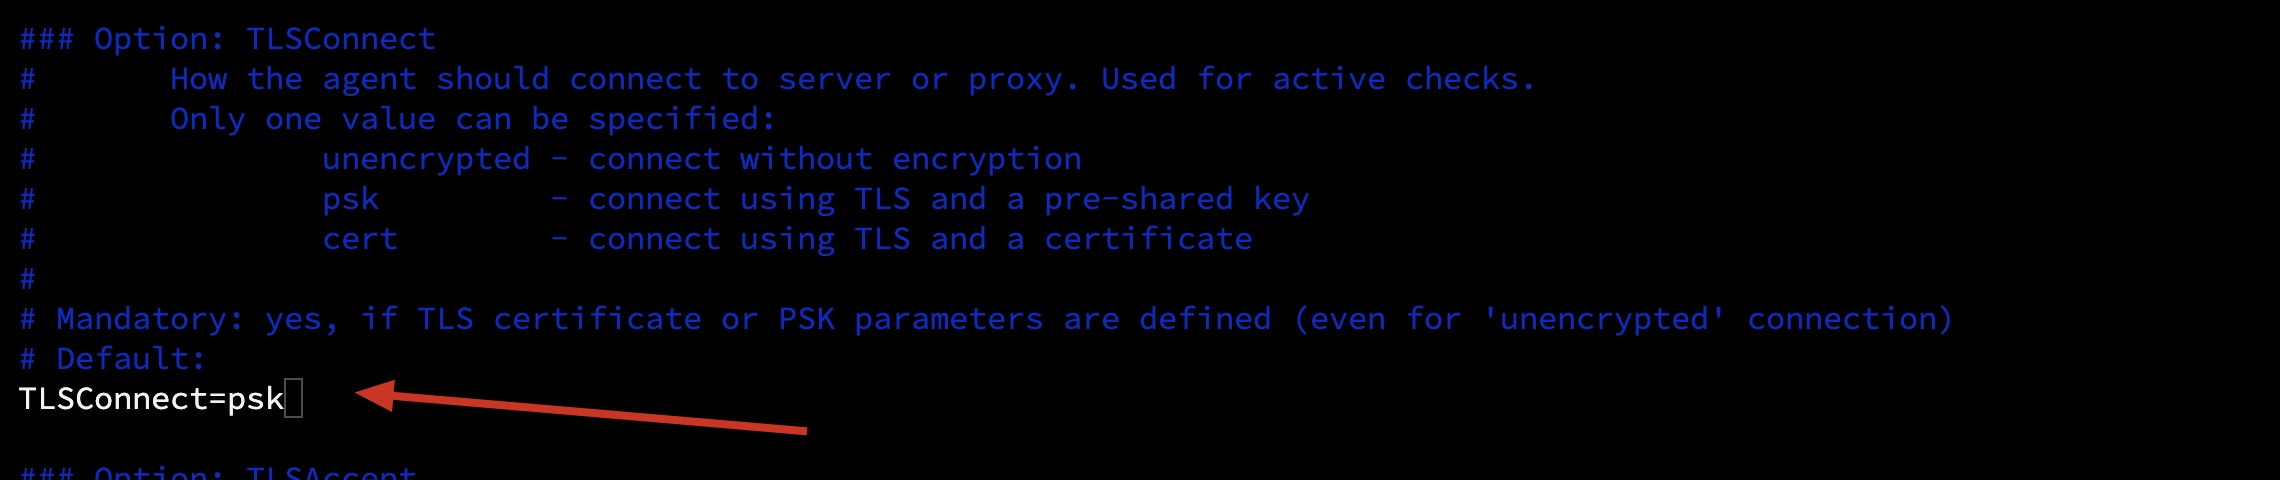 ### Option: TLSConnect
#       How the agent should connect to server or proxy. Used for active checks.
#       Only one value can be specified:
#               unencrypted - connect without encryption
#               psk         - connect using TLS and a pre-shared key
#               cert        - connect using TLS and a certificate
#
# Mandatory: yes, if TLS certificate or PSK parameters are defined (even for 'unencrypted' connection)
# Default:
TLSConnect=psk
### Option: TLSAccept